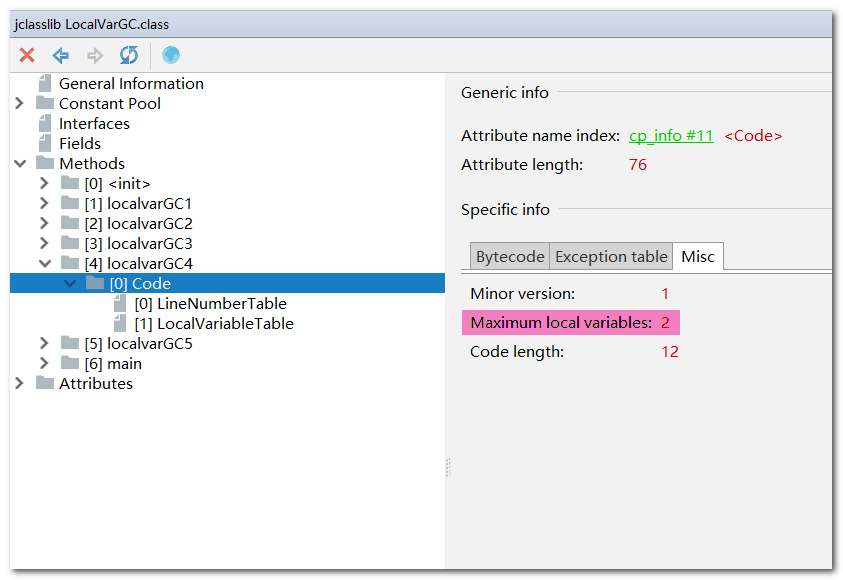 jclasslib LocalVarGC.class
General Information
Constant Pool
Interfaces
Fields
Methods
[0] <init>
[1] localvarGC1
[2] localvarGC2
[3] localvarGC3
[4] localvarGC4
[0] Code
[0] LineNumberTable
[1] LocalVariableTable
[5] localvarGC5
[6] main
Attributes
Generic info
Attribute name index: cp_info #11 <Code>
Attribute length: 76
Specific info
Bytecode Exception table Misc
Minor version: 1
Maximum local variables: 2
Code length: 12